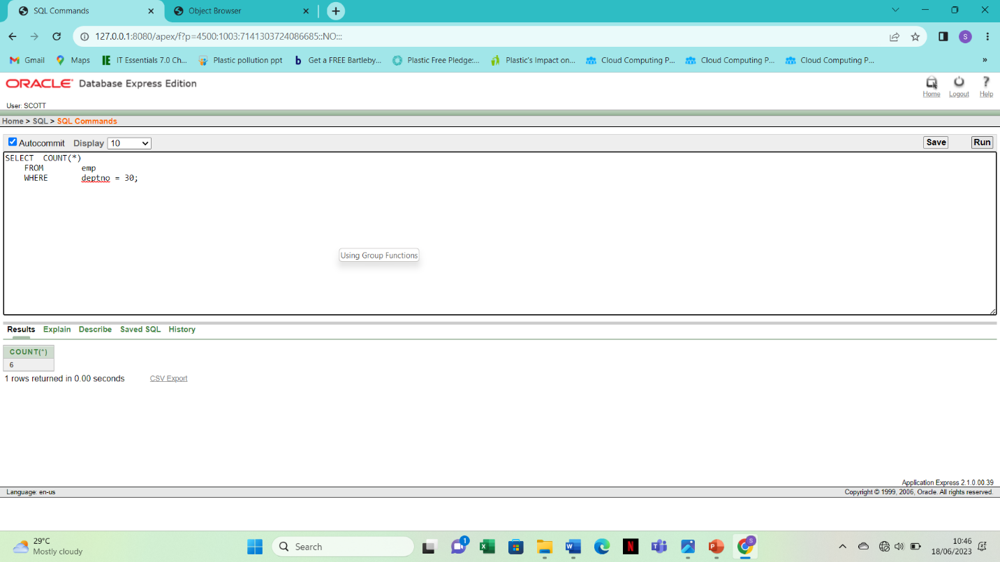 SQL Commands
Object Browser
127.0.0.1:8080/apex/f?p=4500:1003:7141303724086685::NO:::
S
Gmail
Maps
IE IT Essentials 7.0 Ch...
Plastic pollution ppt
b Get a FREE Bartleby...
Plastic Free Pledge:...
Plastic's Impact on...
Cloud Computing P...
Cloud Computing P...
Cloud Computing P...
»
ORACLE Database Express Edition
Home Logout Help
User: SCOTT
Home > SQL > SQL Commands
Autocommit Display 10 Save Run
SELECT COUNT(*)
FROM emp
WHERE deptno = 30;
Using Group Functions
Results Explain Describe Saved SQL History
COUNT(*)
6
1 rows returned in 0.00 seconds CSV Export
Application Express 2.1.0.00.39
Language: en-us Copyright © 1999, 2006, Oracle. All rights reserved.
29°C
Mostly cloudy
Search
1
S
10:46
18/06/2023